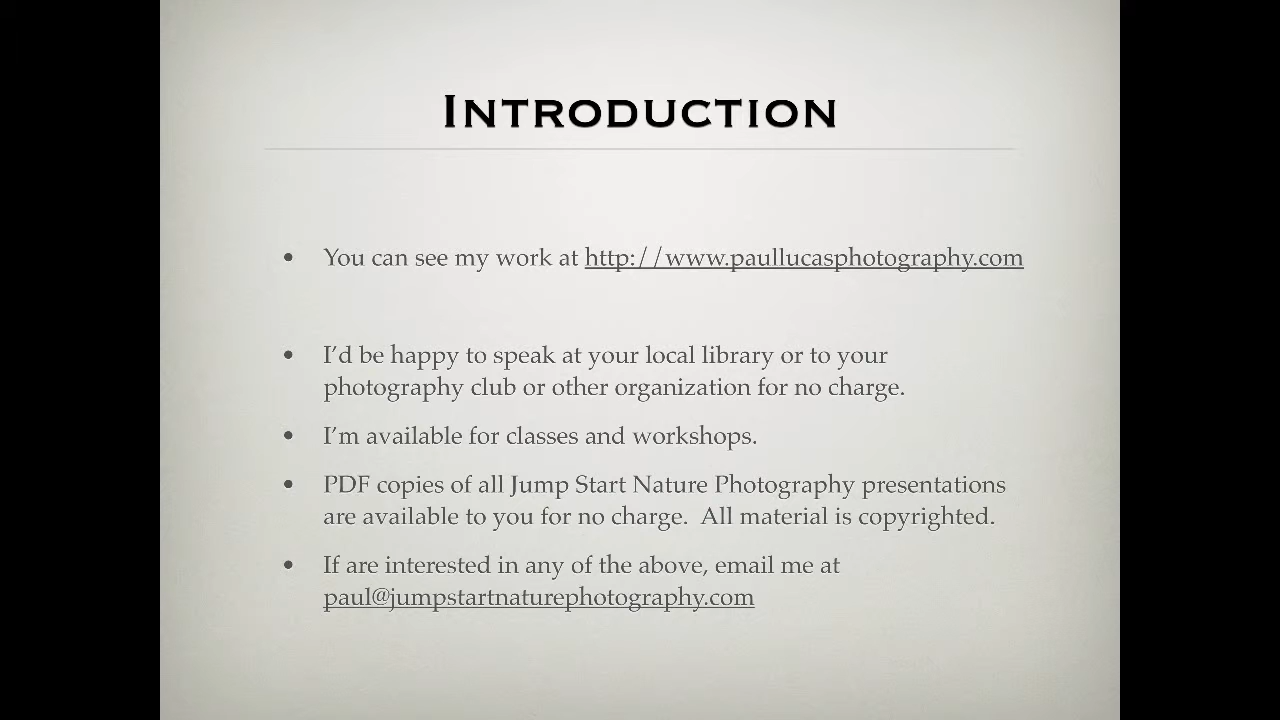 INTRODUCTION
• You can see my work at http://www.paullucasphotography.com
• I’d be happy to speak at your local library or to your
photography club or other organization for no charge.
• I’m available for classes and workshops.
• PDF copies of all Jump Start Nature Photography presentations
are available to you for no charge.  All material is copyrighted.
• If are interested in any of the above, email me at
paul@jumpstartnaturephotography.com